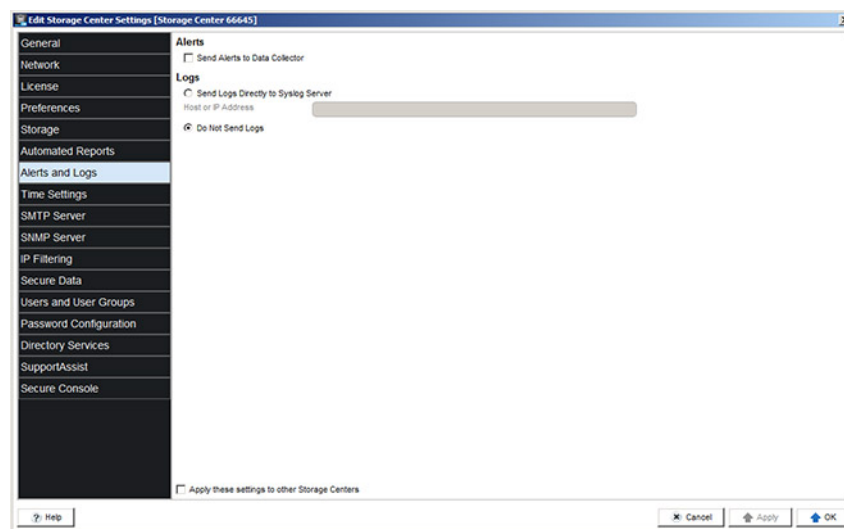 Edit Storage Center Settings [Storage Center 66645]
General
Network
License
Preferences
Storage
Automated Reports
Alerts and Logs
Time Settings
SMTP Server
SNMP Server
IP Filtering
Secure Data
Users and User Groups
Password Configuration
Directory Services
SupportAssist
Secure Console
Alerts
Send Alerts to Data Collector
Logs
Send Logs Directly to Syslog Server
Host or IP Address
Do Not Send Logs
Apply these settings to other Storage Centers
? Help
Cancel
Apply
OK